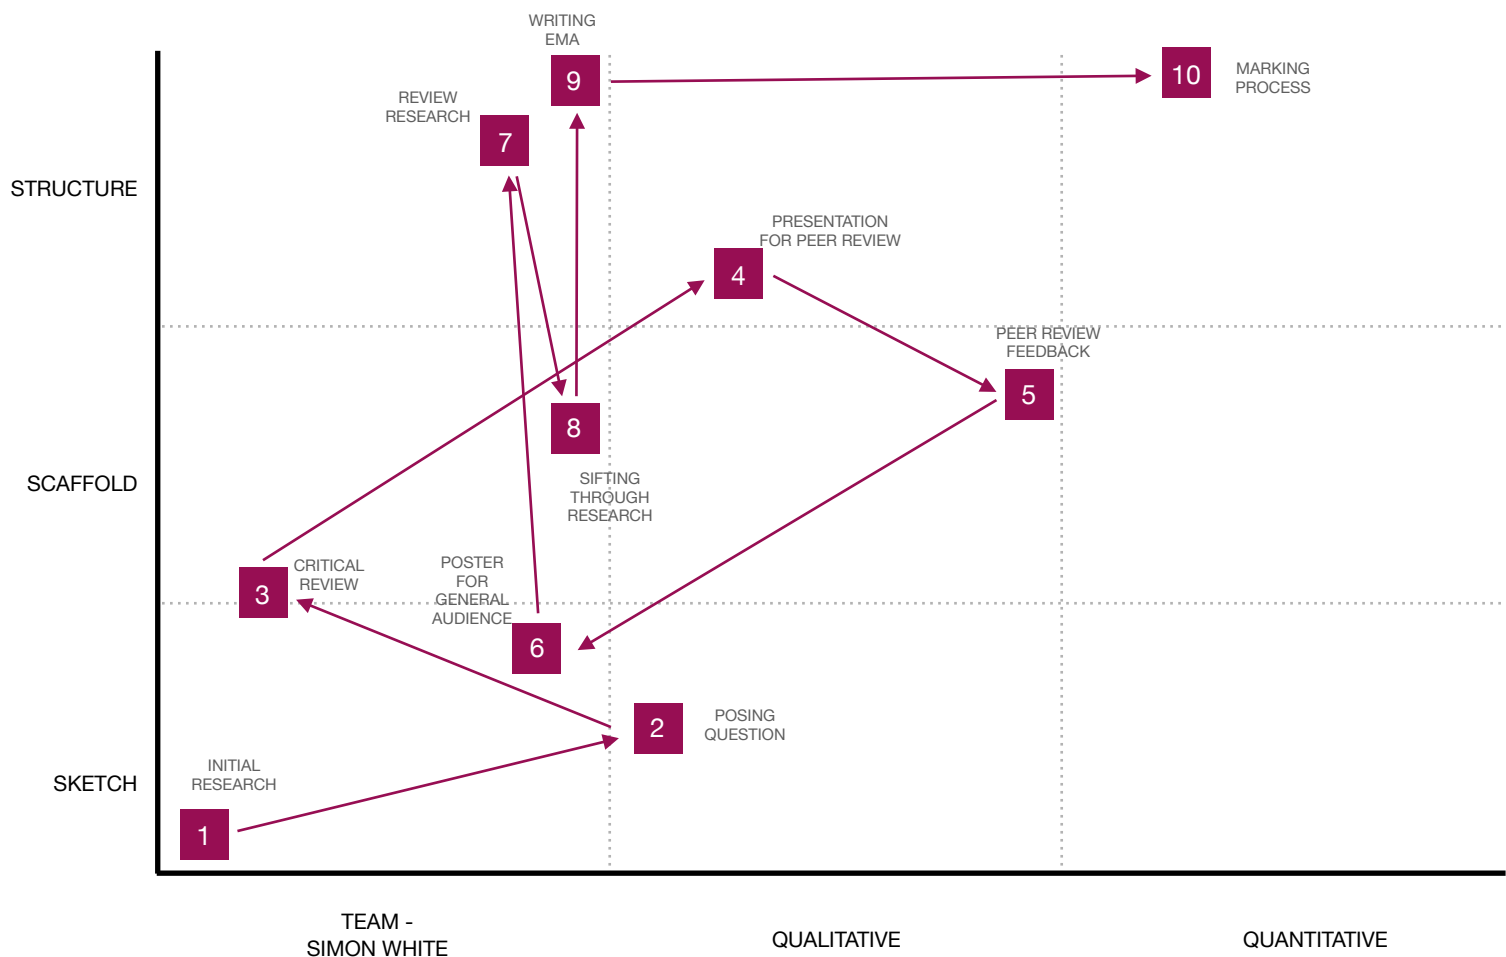 WRITING
EMA
9
10
MARKING
PROCESS
REVIEW
RESEARCH
7
STRUCTURE
PRESENTATION
FOR PEER REVIEW
4
PEER REVIEW
FEEDBACK
5
8
SCAFFOLD
SIFTING
THROUGH
RESEARCH
3
CRITICAL
REVIEW
POSTER
FOR
GENERAL
AUDIENCE
6
2
POSING
QUESTION
SKETCH
INITIAL
RESEARCH
1
TEAM -
SIMON WHITE
QUALITATIVE
QUANTITATIVE